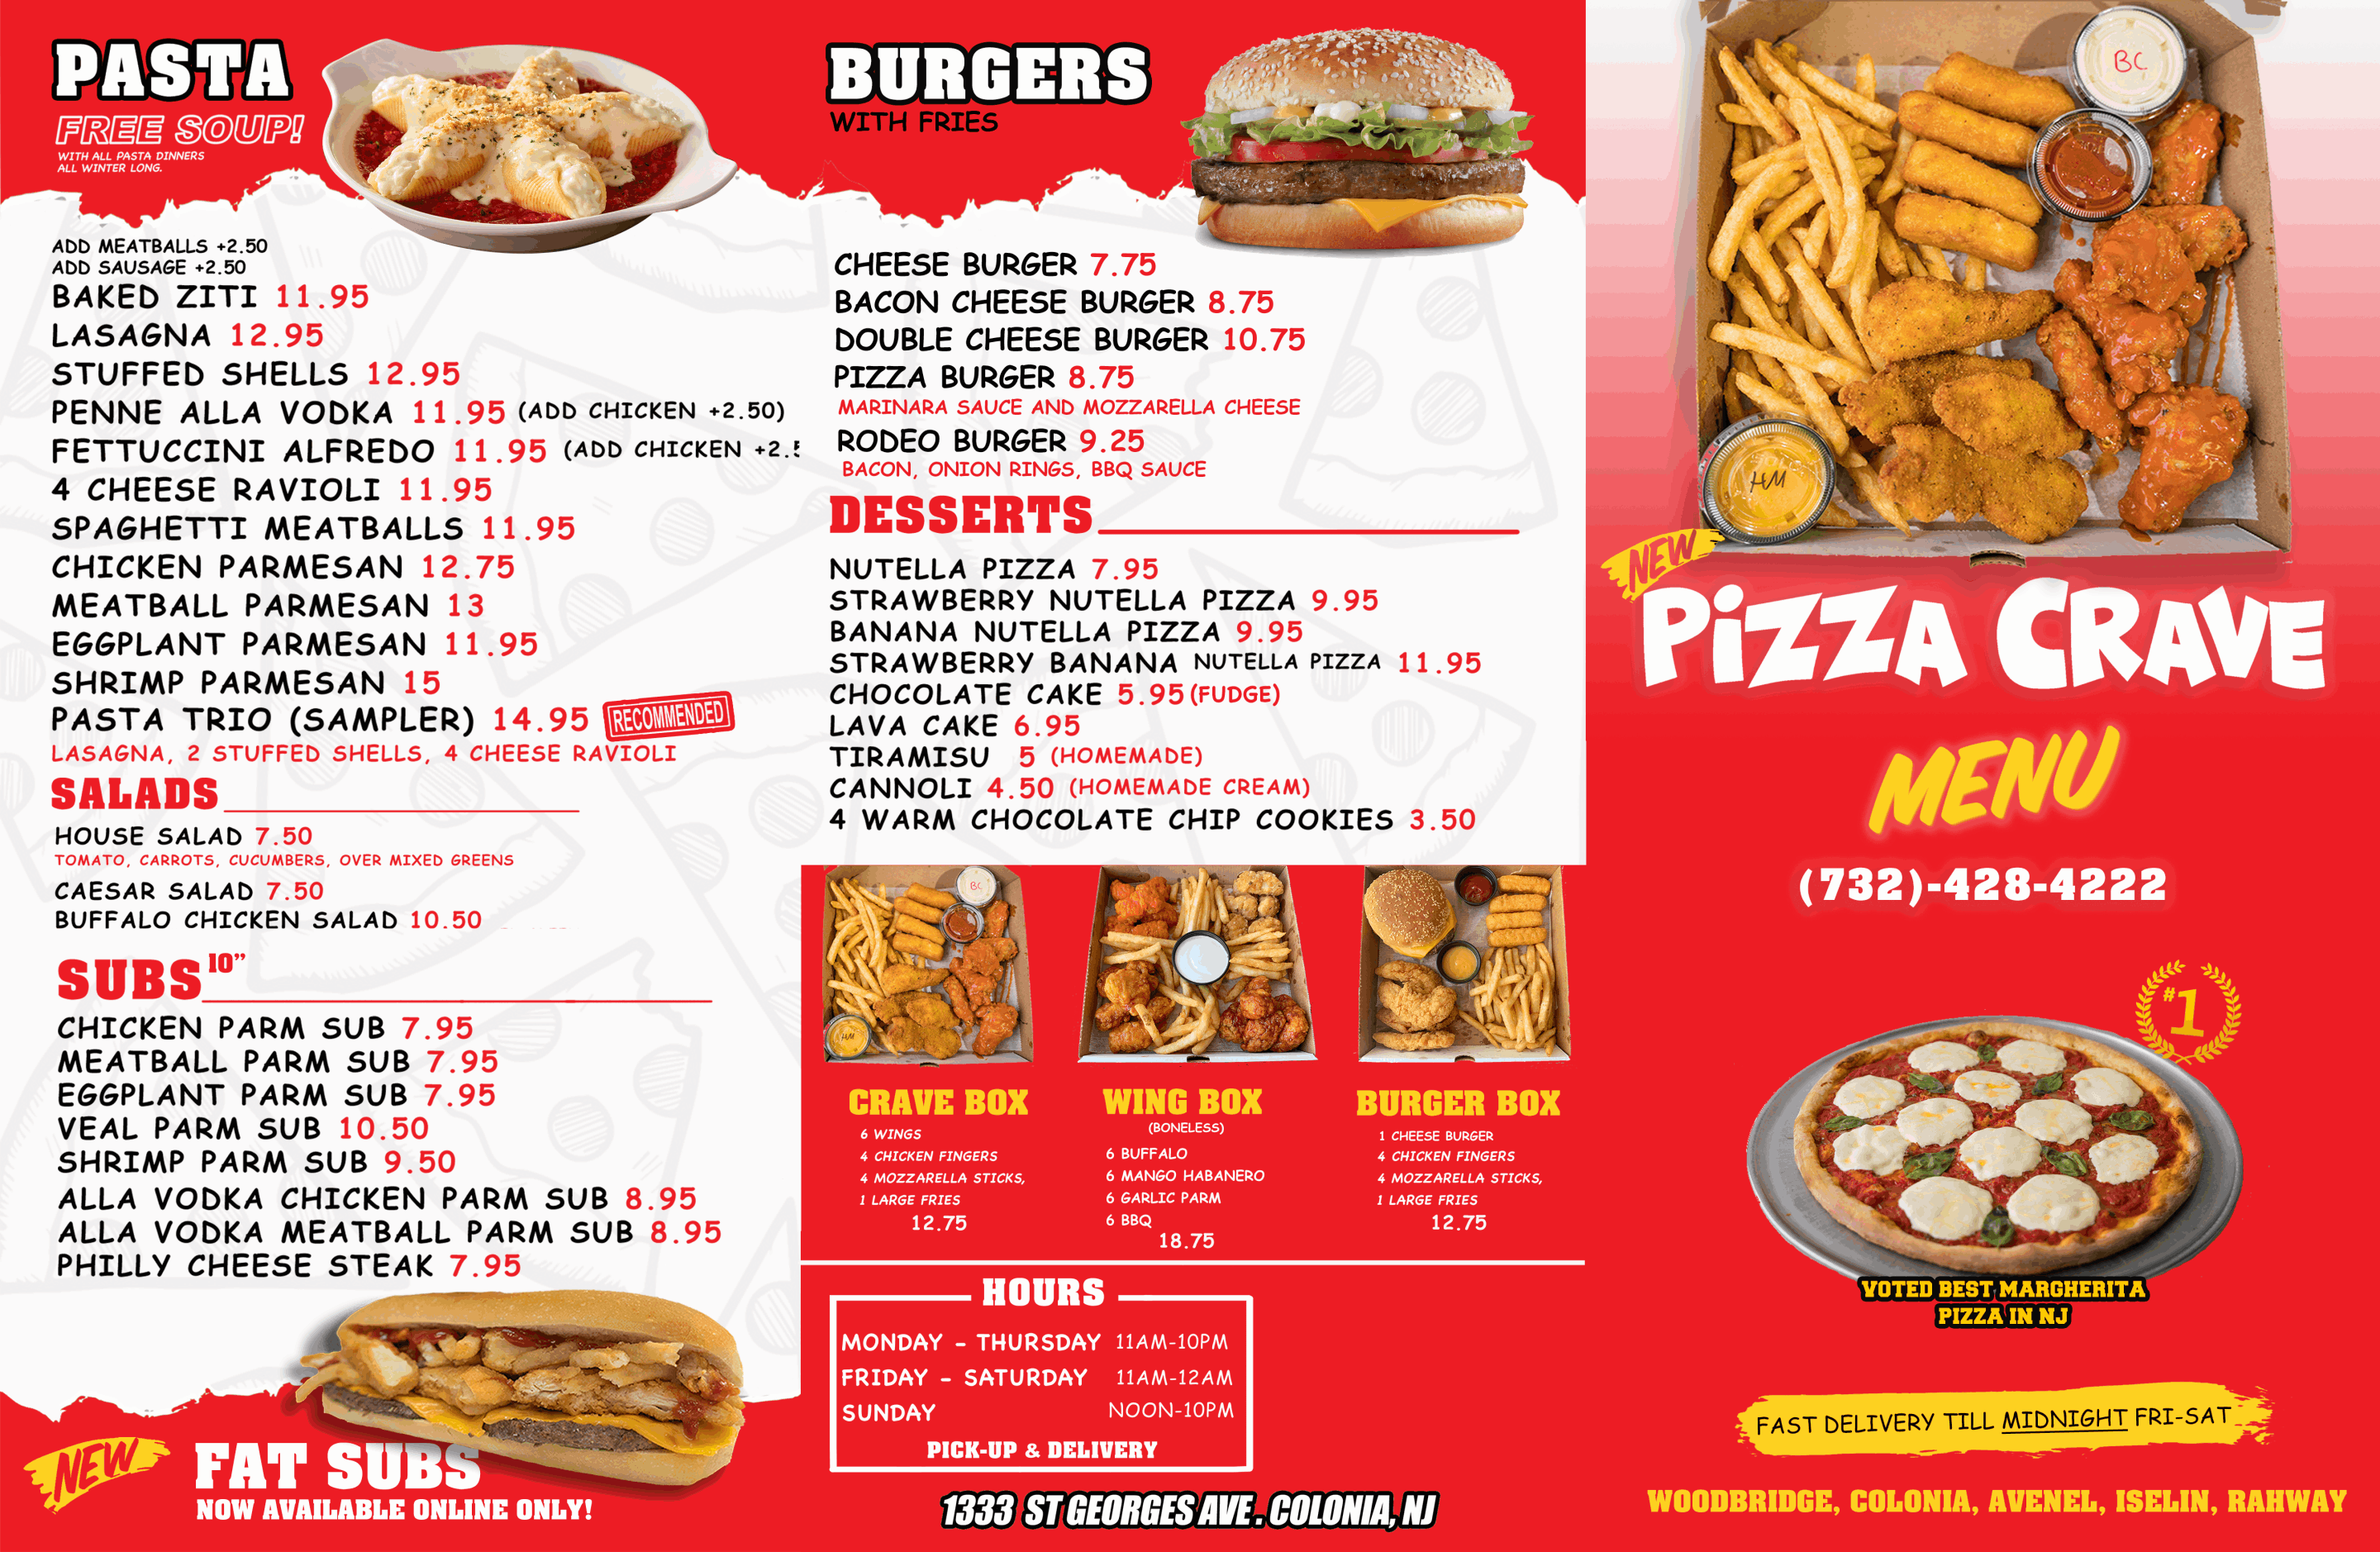 PASTA
FREE SOUP!
WITH ALL PASTA DINNERS
ALL WINTER LONG.
ADD MEATBALLS +2.50
ADD SAUSAGE +2.50
BAKED ZITI 11.95
LASAGNA 12.95
STUFFED SHELLS 12.95
PENNE ALLA VODKA 11.95 (ADD CHICKEN +2.50)
FETTUCCINI ALFREDO 11.95 (ADD CHICKEN +2.5
4 CHEESE RAVIOLI 11.95
SPAGHETTI MEATBALLS 11.95
CHICKEN PARMESAN 12.75
MEATBALL PARMESAN 13
EGGPLANT PARMESAN 11.95
SHRIMP PARMESAN 15
PASTA TRIO (SAMPLER) 14.95 RECOMMENDED
LASAGNA, 2 STUFFED SHELLS, 4 CHEESE RAVIOLI
SALADS
HOUSE SALAD 7.50
TOMATO, CARROTS, CUCUMBERS, OVER MIXED GREENS
CAESAR SALAD 7.50
BUFFALO CHICKEN SALAD 10.50
SUBS 10"
CHICKEN PARM SUB 7.95
MEATBALL PARM SUB 7.95
EGGPLANT PARM SUB 7.95
VEAL PARM SUB 10.50
SHRIMP PARM SUB 9.50
ALLA VODKA CHICKEN PARM SUB 8.95
ALLA VODKA MEATBALL PARM SUB 8.95
PHILLY CHEESE STEAK 7.95
NEW
FAT SUBS
NOW AVAILABLE ONLINE ONLY!
BURGERS
WITH FRIES
CHEESE BURGER 7.75
BACON CHEESE BURGER 8.75
DOUBLE CHEESE BURGER 10.75
PIZZA BURGER 8.75
MARINARA SAUCE AND MOZZARELLA CHEESE
RODEO BURGER 9.25
BACON, ONION RINGS, BBQ SAUCE
DESSERTS
NUTELLA PIZZA 7.95
STRAWBERRY NUTELLA PIZZA 9.95
BANANA NUTELLA PIZZA 9.95
STRAWBERRY BANANA NUTELLA PIZZA 11.95
CHOCOLATE CAKE 5.95 (FUDGE)
LAVA CAKE 6.95
TIRAMISU 5 (HOMEMADE)
CANNOLI 4.50 (HOMEMADE CREAM)
4 WARM CHOCOLATE CHIP COOKIES 3.50
BC
HM
CRAVE BOX
6 WINGS
4 CHICKEN FINGERS
4 MOZZARELLA STICKS,
1 LARGE FRIES
12.75
WING BOX
(BONELESS)
6 BUFFALO
6 MANGO HABANERO
6 GARLIC PARM
6 BBQ
18.75
BURGER BOX
1 CHEESE BURGER
4 CHICKEN FINGERS
4 MOZZARELLA STICKS,
1 LARGE FRIES
12.75
HOURS
MONDAY - THURSDAY 11AM-10PM
FRIDAY - SATURDAY 11AM-12AM
SUNDAY NOON-10PM
PICK-UP & DELIVERY
1333 ST GEORGES AVE. COLONIA, NJ
BC
HM
NEW
PiZZA CRAVE
MENU
(732)-428-4222
#1
VOTED BEST MARGHERITA
PIZZA IN NJ
FAST DELIVERY TILL MIDNIGHT FRI-SAT
WOODBRIDGE, COLONIA, AVENEL, ISELIN, RAHWAY